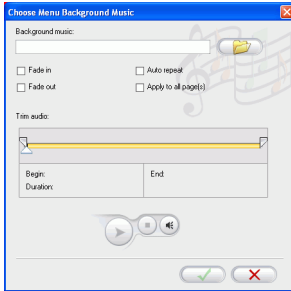 Choose Menu Background Music
Background music:
Fade in
Auto repeat
Fade out
Apply to all page(s)
Trim audio:
Begin:
End:
Duration: